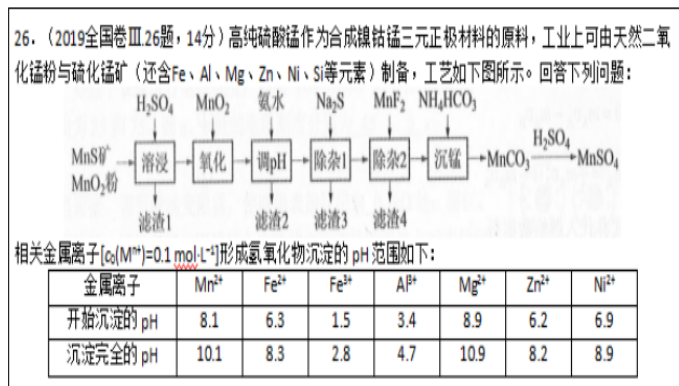 26.（2019全国卷Ⅲ.26题，14分）高纯硫酸锰作为合成镍钴锰三元正极材料的原料，工业上可由天然二氧
化锰粉与硫化锰矿（还含Fe、Al、Mg、Zn、Ni、Si等元素）制备，工艺如下图所示。回答下列问题：
H₂SO₄ MnO₂ 氨水 Na₂S MnF₂ NH₄HCO₃
MnS矿 MnO₂粉 溶浸 氧化 调pH 除杂1 除杂2 沉锰 MnCO₃ H₂SO₄ MnSO₄
滤渣1 滤渣2 滤渣3 滤渣4
相关金属离子[c₀(Mⁿ⁺)=0.1 mol·L⁻¹]形成氢氧化物沉淀的 pH 范围如下：
金属离子 Mn²⁺ Fe²⁺ Fe³⁺ Al³⁺ Mg²⁺ Zn²⁺ Ni²⁺
开始沉淀的 pH 8.1 6.3 1.5 3.4 8.9 6.2 6.9
沉淀完全的 pH 10.1 8.3 2.8 4.7 10.9 8.2 8.9